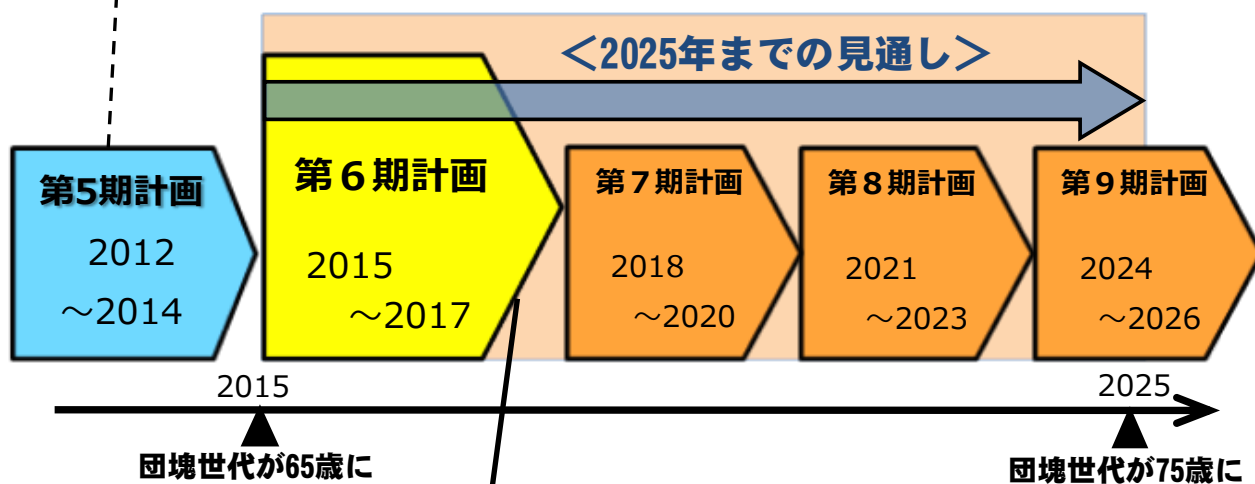 ＜2025年までの見通し＞
第5期計画
2012
～2014
第６期計画
2015
～2017
第７期計画
2018
～2020
第８期計画
2021
～2023
第９期計画
2024
～2026
2015
2025
団塊世代が65歳に
団塊世代が75歳に